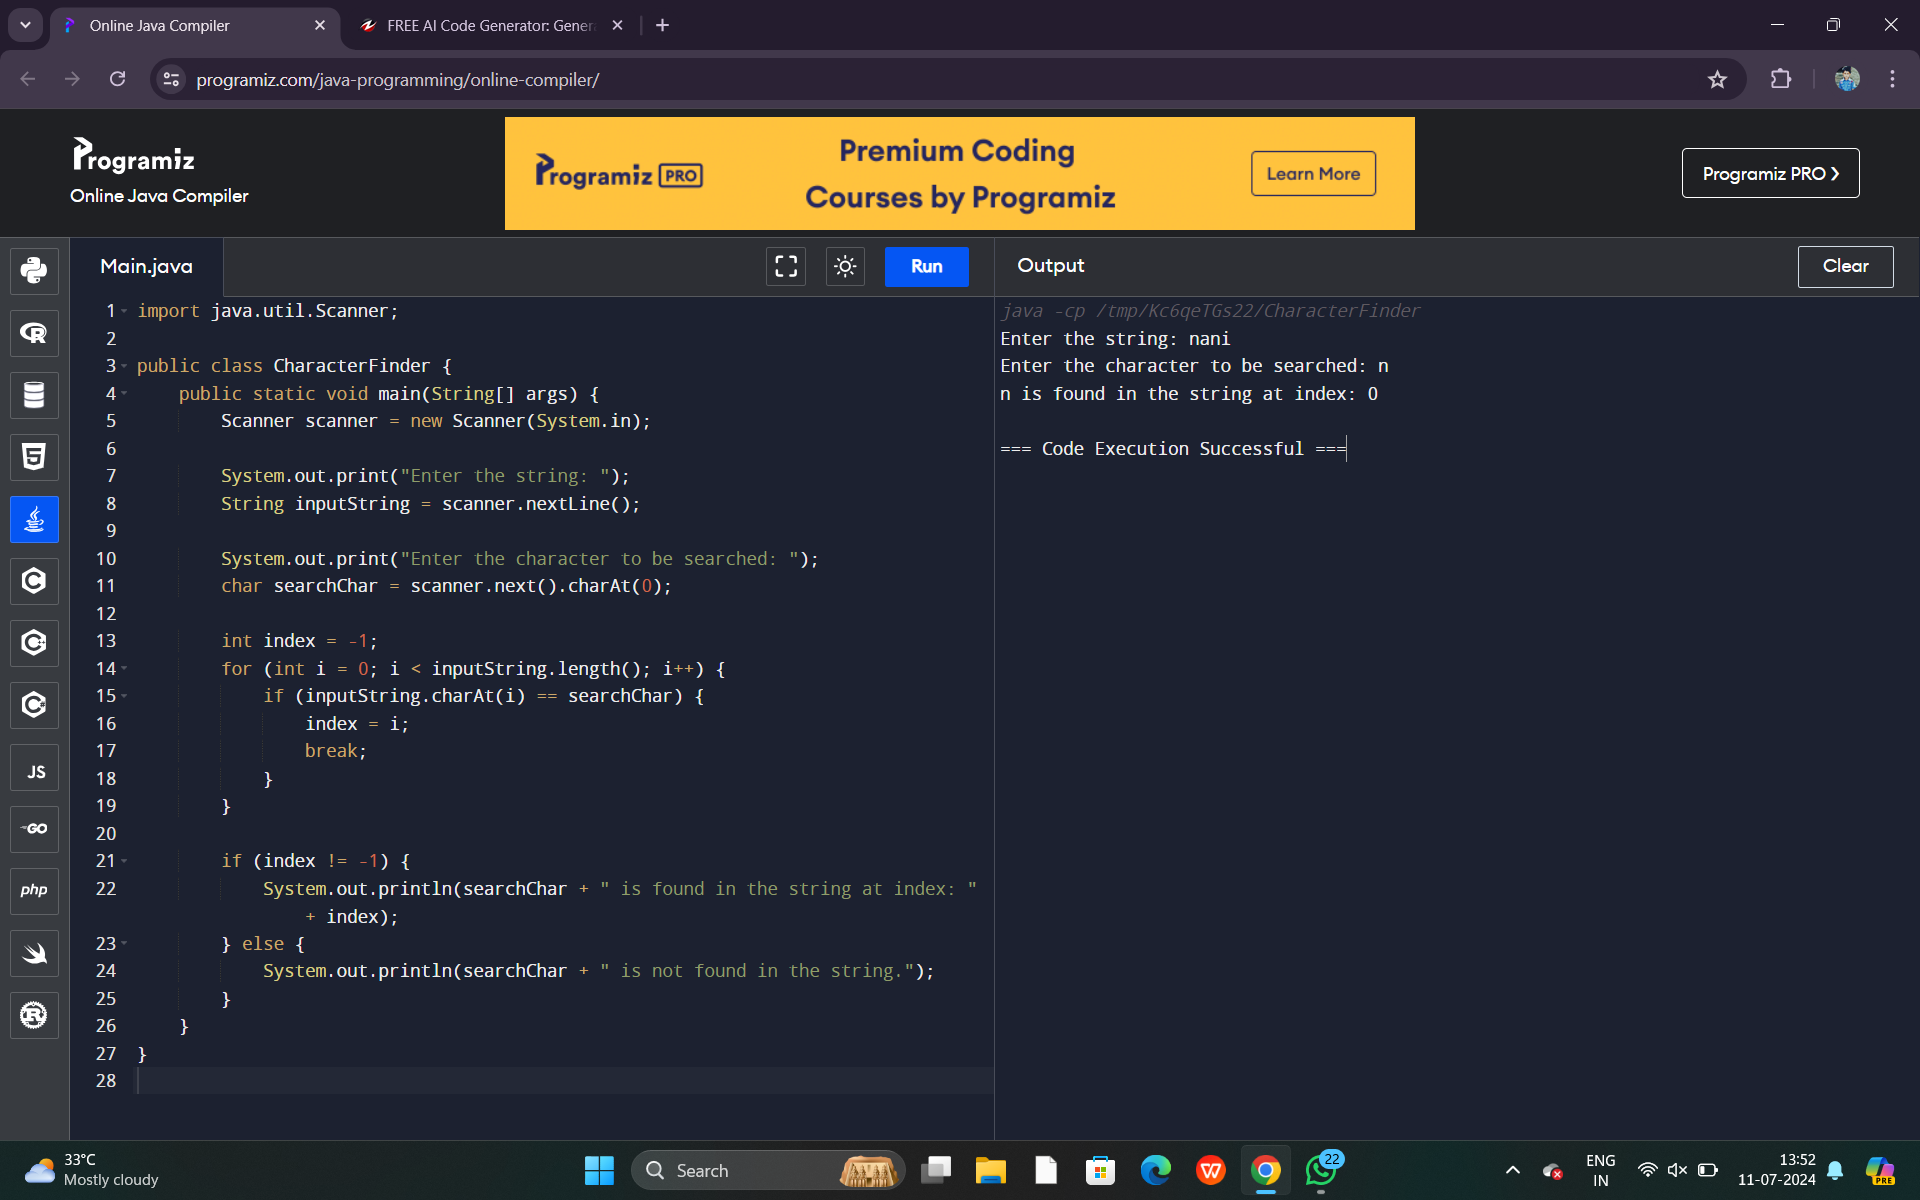 Online Java Compiler
FREE AI Code Generator: Gener
programiz.com/java-programming/online-compiler/
Programiz
Online Java Compiler
Programiz PRO
Premium Coding
Courses by Programiz
Learn More
Programiz PRO
Main.java
Run
1 import java.util.Scanner;
2
3 public class CharacterFinder {
4     public static void main(String[] args) {
5         Scanner scanner = new Scanner(System.in);
6
7         System.out.print("Enter the string: ");
8         String inputString = scanner.nextLine();
9
10         System.out.print("Enter the character to be searched: ");
11         char searchChar = scanner.next().charAt(0);
12
13         int index = -1;
14         for (int i = 0; i < inputString.length(); i++) {
15             if (inputString.charAt(i) == searchChar) {
16                 index = i;
17                 break;
18             }
19         }
20
21         if (index != -1) {
22             System.out.println(searchChar + " is found in the string at index: "
+ index);
23         } else {
24             System.out.println(searchChar + " is not found in the string.");
25         }
26     }
27 }
28
Output
Clear
java -cp /tmp/Kc6qeTGs22/CharacterFinder
Enter the string: nani
Enter the character to be searched: n
n is found in the string at index: 0
=== Code Execution Successful ===
JS
GO
php
33°C
Mostly cloudy
Search
22
ENG
IN
13:52
11-07-2024
PRE